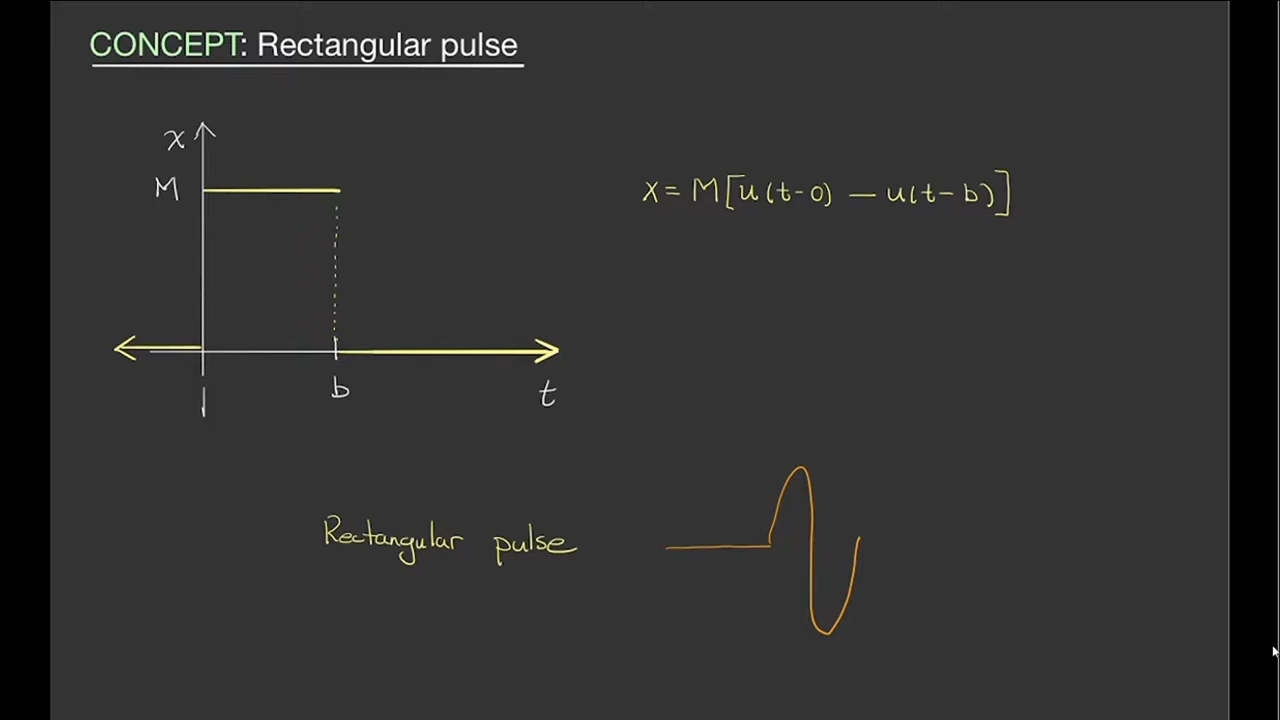 CONCEPT: Rectangular pulse
x
M
x = M[u(t-0) — u(t-b)]
b
t
Rectangular pulse